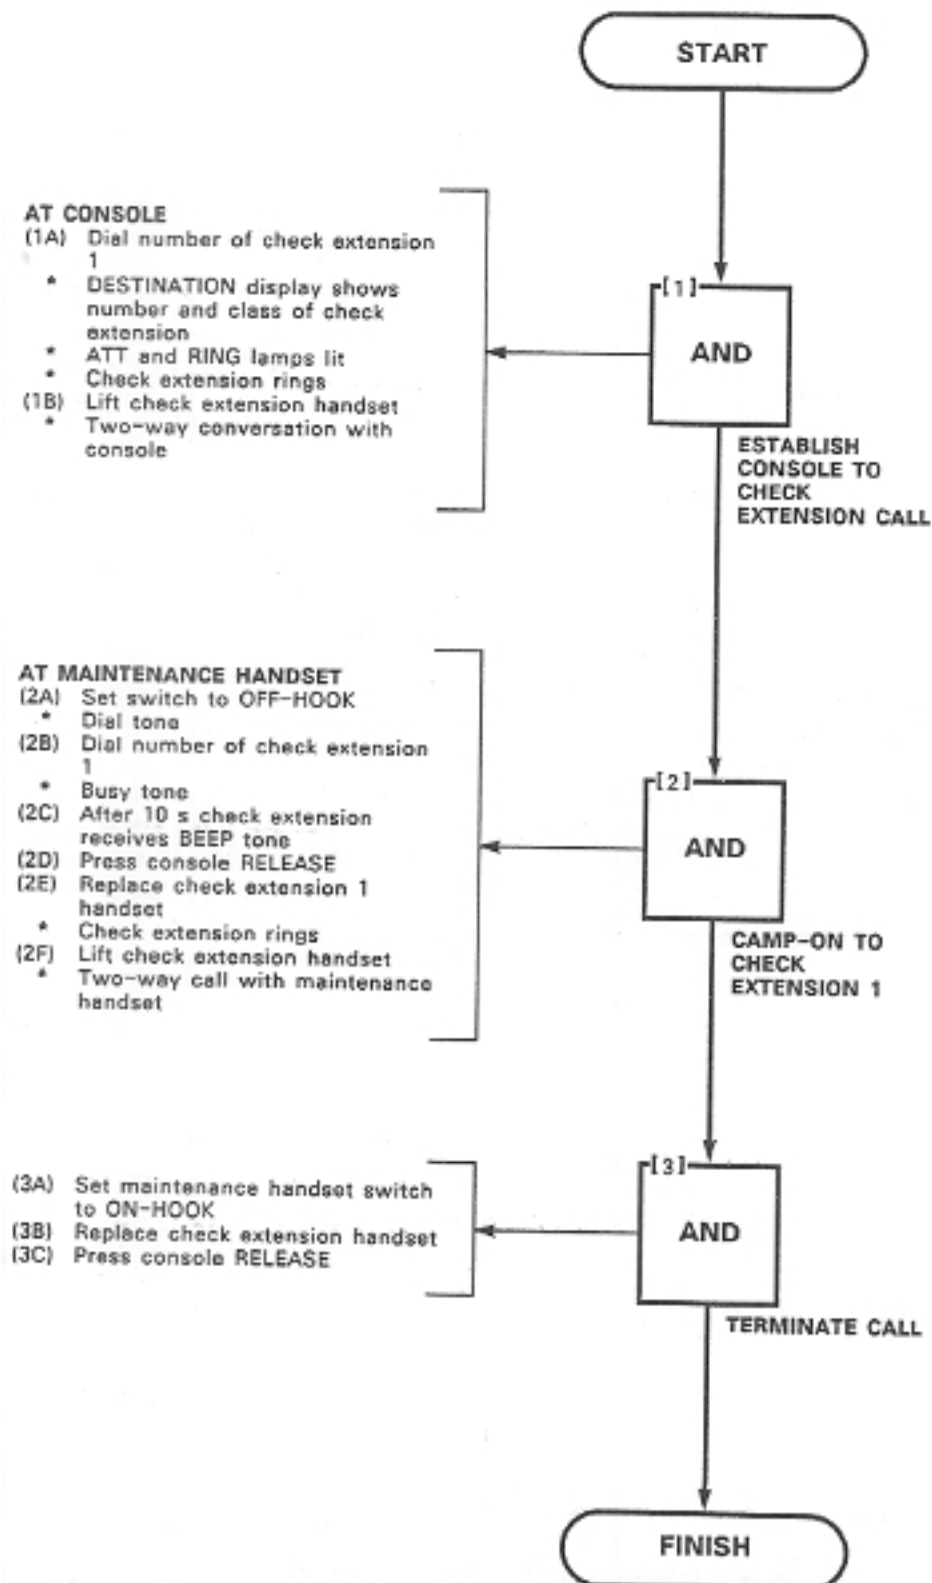 START
AT CONSOLE
(1A) Dial number of check extension
1
* DESTINATION display shows
number and class of check
extension
* ATT and RING lamps lit
* Check extension rings
(1B) Lift check extension handset
* Two-way conversation with
console
[1]
AND
ESTABLISH
CONSOLE TO
CHECK
EXTENSION CALL
AT MAINTENANCE HANDSET
(2A) Set switch to OFF-HOOK
* Dial tone
(2B) Dial number of check extension
1
* Busy tone
(2C) After 10 s check extension
receives BEEP tone
(2D) Press console RELEASE
(2E) Replace check extension 1
handset
* Check extension rings
(2F) Lift check extension handset
* Two-way call with maintenance
handset
[2]
AND
CAMP-ON TO
CHECK
EXTENSION 1
(3A) Set maintenance handset switch
to ON-HOOK
(3B) Replace check extension handset
(3C) Press console RELEASE
[3]
AND
TERMINATE CALL
FINISH